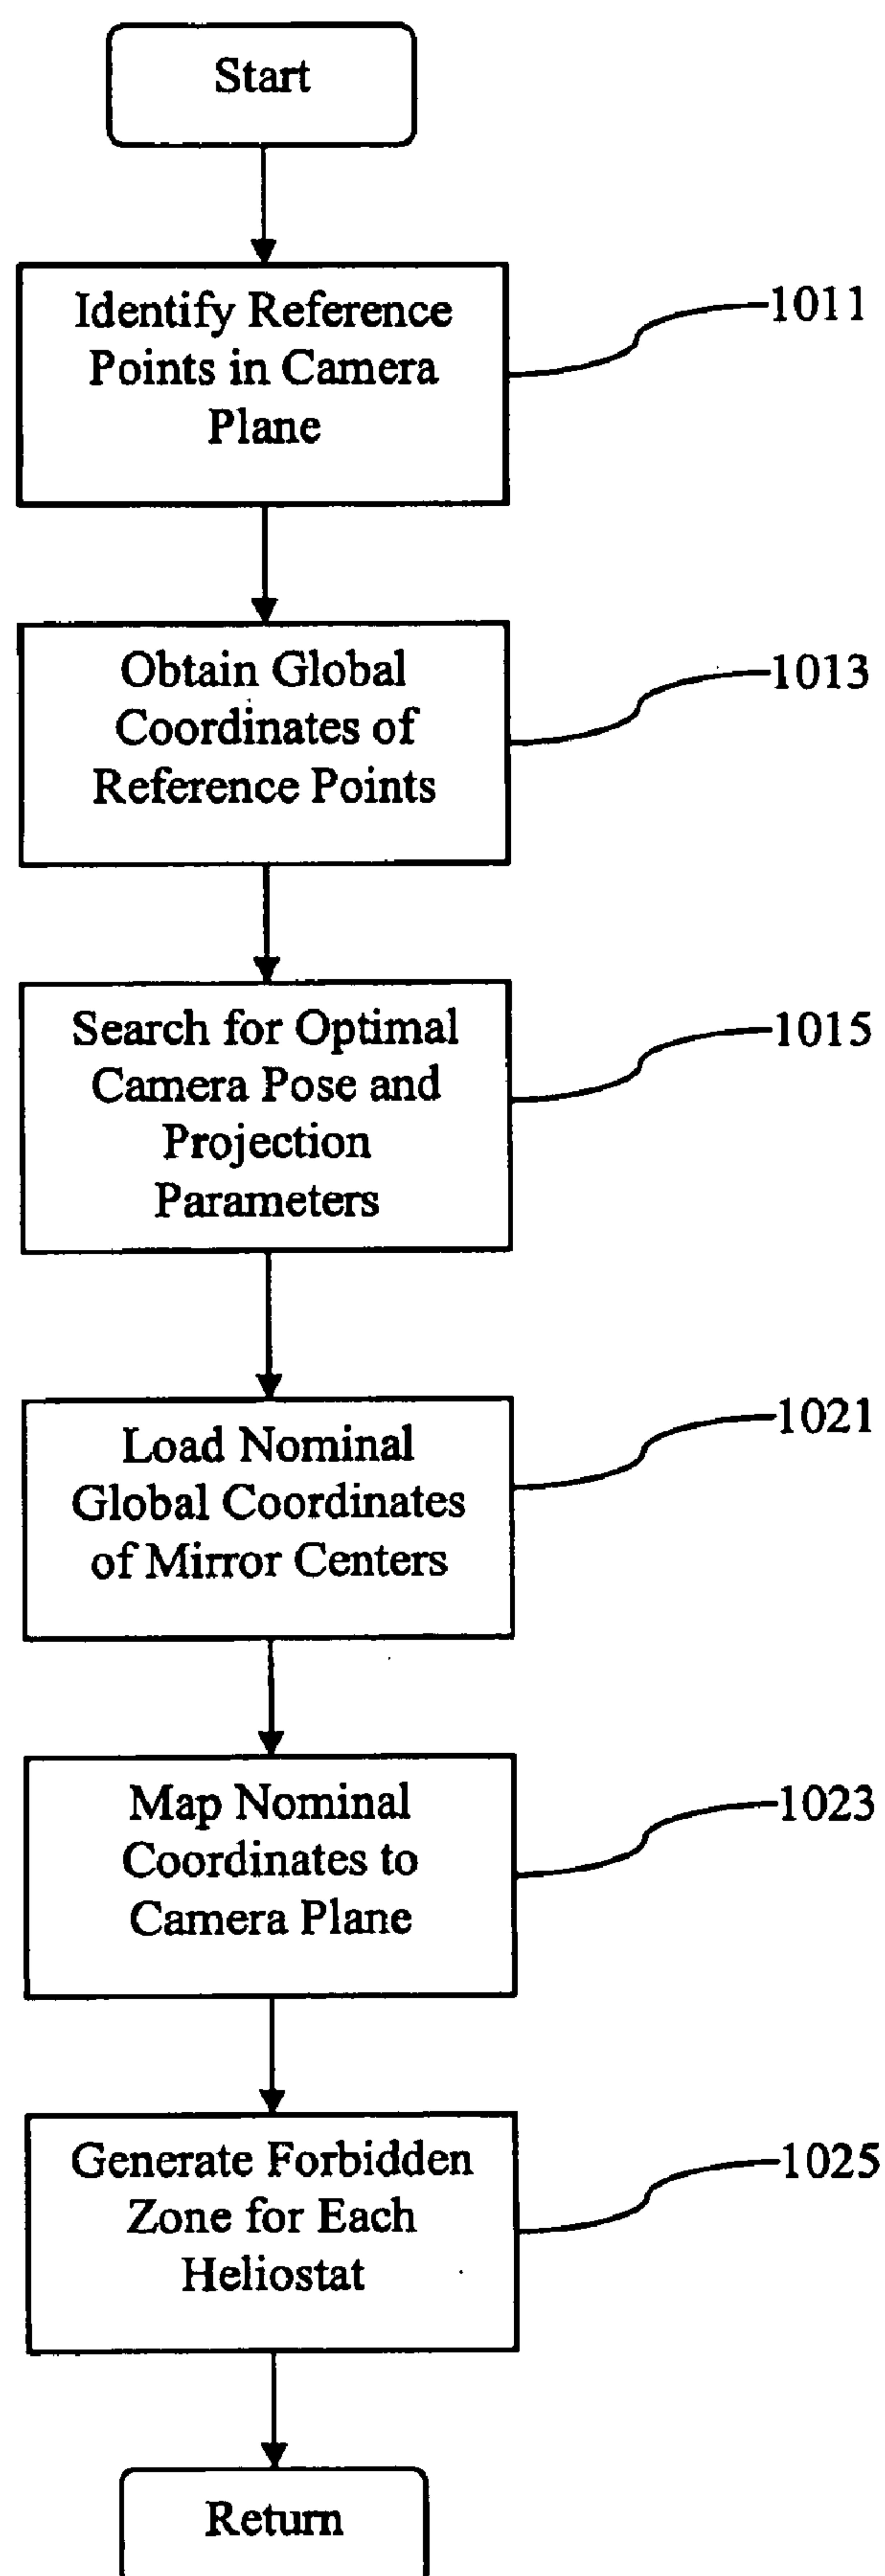 Start
Identify Reference
Points in Camera
Plane
1011
Obtain Global
Coordinates of
Reference Points
1013
Search for Optimal
Camera Pose and
Projection
Parameters
1015
Load Nominal
Global Coordinates
of Mirror Centers
1021
Map Nominal
Coordinates to
Camera Plane
1023
Generate Forbidden
Zone for Each
Heliostat
1025
Return